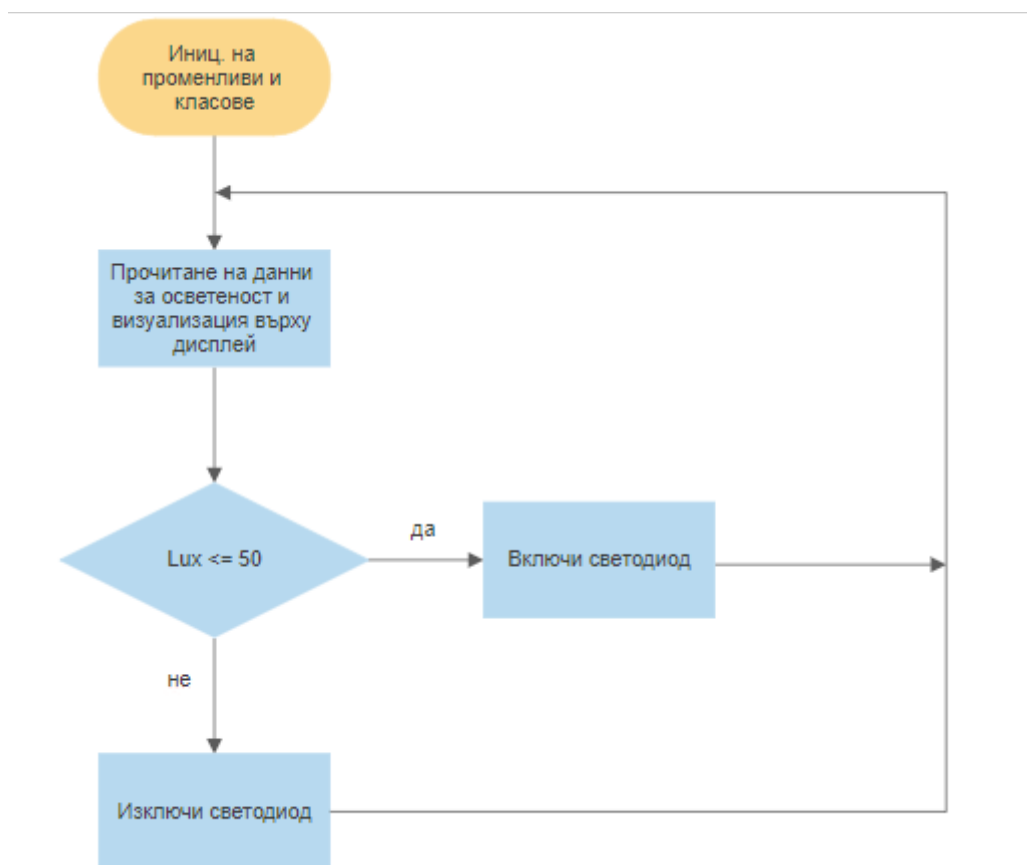 Иниц. на
променливи и
класове
Прочитане на данни
за осветеност и
визуализация върху
дисплей
Lux <= 50
да
Включи светодиод
не
Изключи светодиод